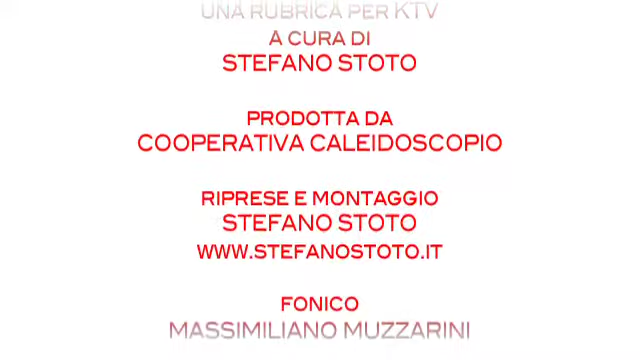 UNA RUBRICA PER KTV
A CURA DI
STEFANO STOTO
PRODOTTA DA
COOPERATIVA CALEIDOSCOPIO
RIPRESE E MONTAGGIO
STEFANO STOTO
WWW.STEFANOSTOTO.IT
FONICO
MASSIMILIANO MUZZARINI